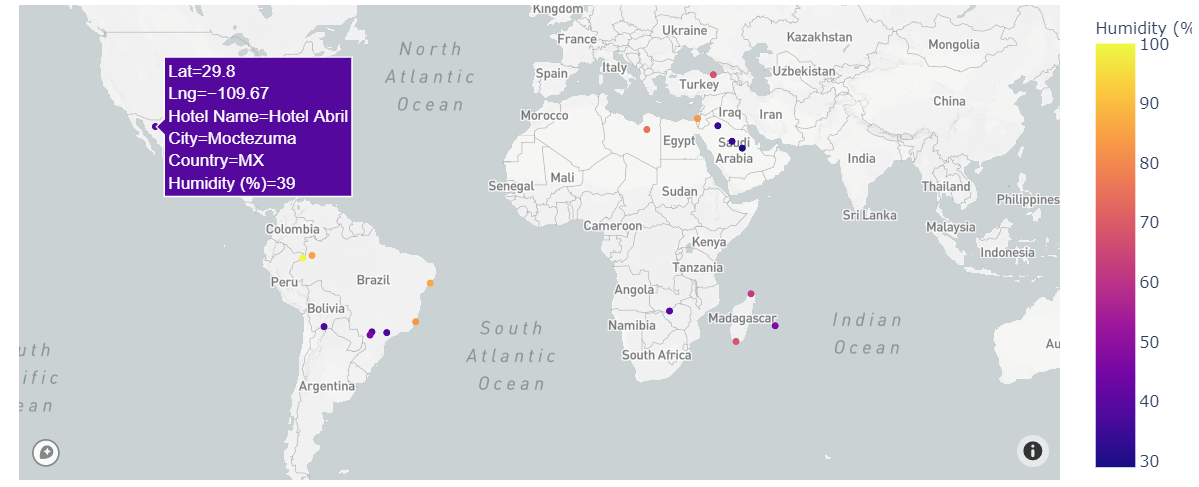 Kingdom
Ukraine
Kazakhstan
Mongolia
France
Italy
Uzbekistan
Spain
Turkey
China
North
Atlantic
Ocean
Morocco
Iraq
Iran
Egypt
Saudi
Arabia
India
Mali
Senegal
Sudan
Thailand
Philippines
Sri Lanka
Malaysia
Cameroon
Kenya
Indonesia
Tanzania
Colombia
Peru
Brazil
Bolivia
Angola
Namibia
Madagascar
South Africa
Argentina
South
Atlantic
Ocean
Indian
Ocean
Au
uth
ific
ean
Lat=29.8
Lng=−109.67
Hotel Name=Hotel Abril
City=Moctezuma
Country=MX
Humidity (%)=39
Humidity (%
100
90
80
70
60
50
40
30